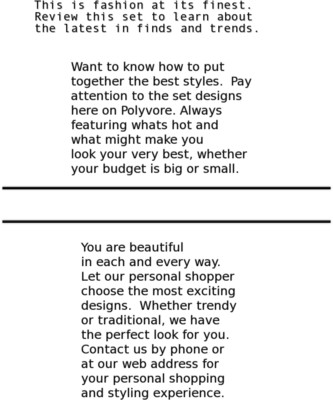 This is fashion at its finest.
Review this set to learn about
the latest in finds and trends.
Want to know how to put
together the best styles.  Pay
attention to the set designs
here on Polyvore. Always
featuring whats hot and
what might make you
look your very best, whether
your budget is big or small.
You are beautiful
in each and every way.
Let our personal shopper
choose the most exciting
designs.  Whether trendy
or traditional, we have
the perfect look for you.
Contact us by phone or
at our web address for
your personal shopping
and styling experience.